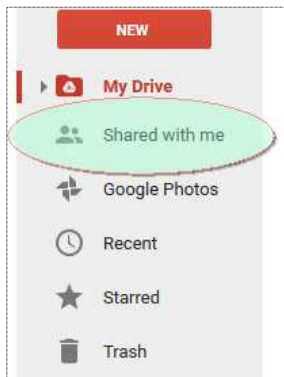 NEW
My Drive
Shared with me
Google Photos
Recent
Starred
Trash